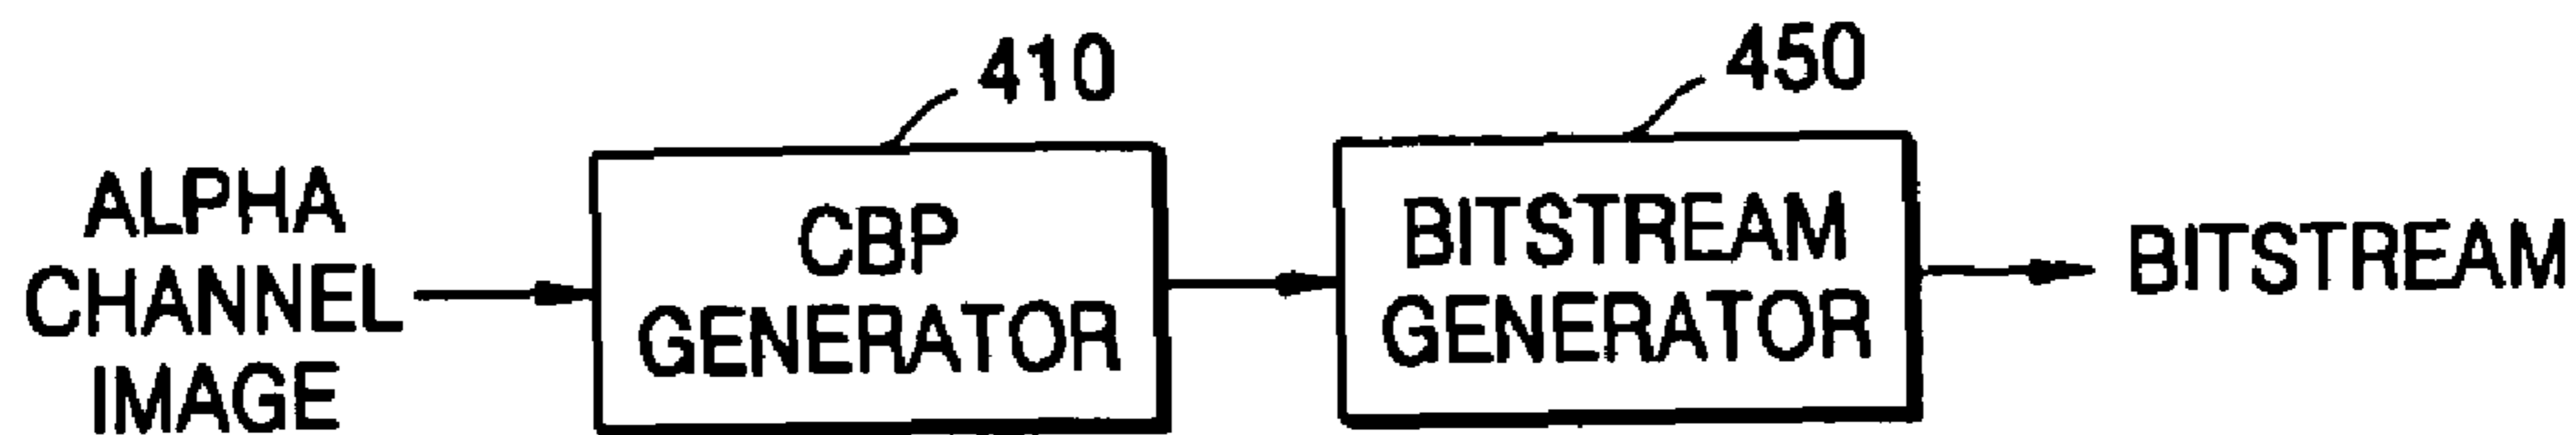 410
450
ALPHA
CHANNEL
IMAGE
CBP
GENERATOR
BITSTREAM
GENERATOR
BITSTREAM